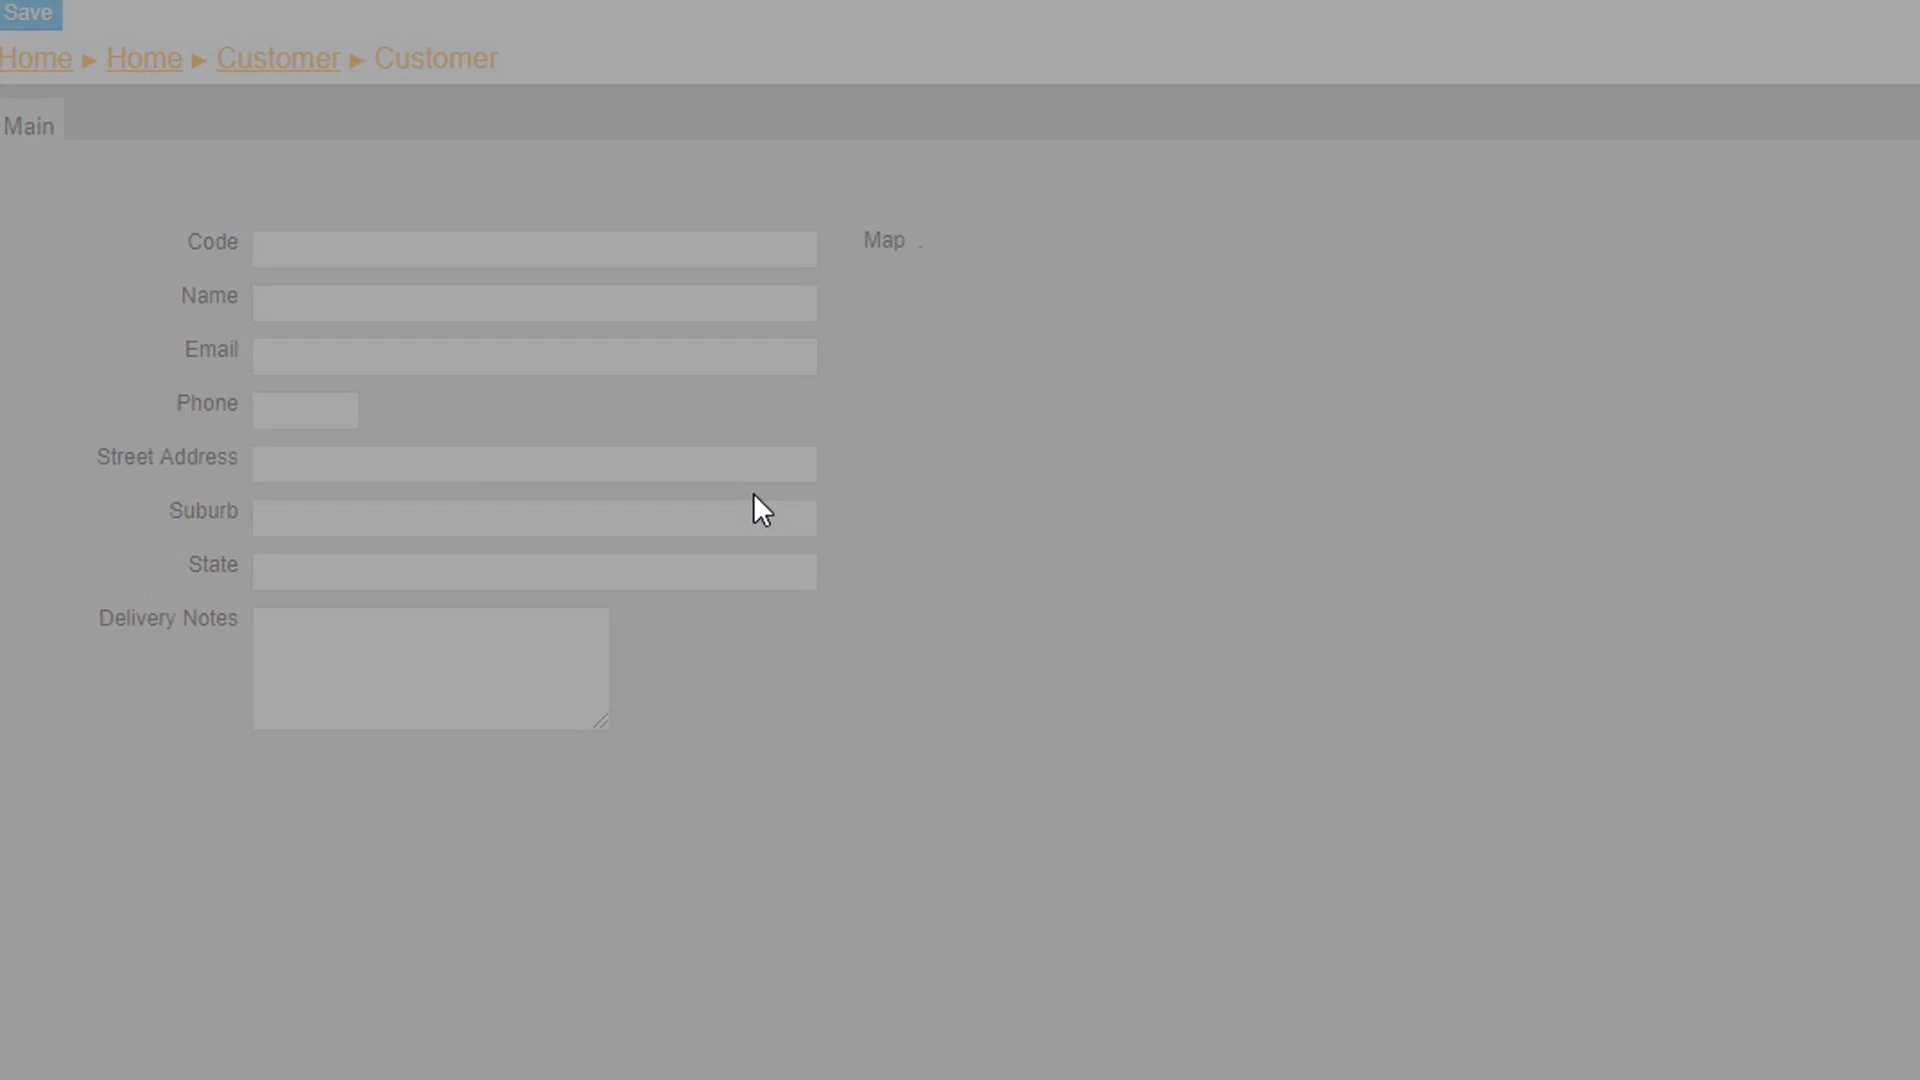 Save
Home ▸ Home ▸ Customer ▸ Customer
Main
Code
Map .
Name
Email
Phone
Street Address
Suburb
State
Delivery Notes